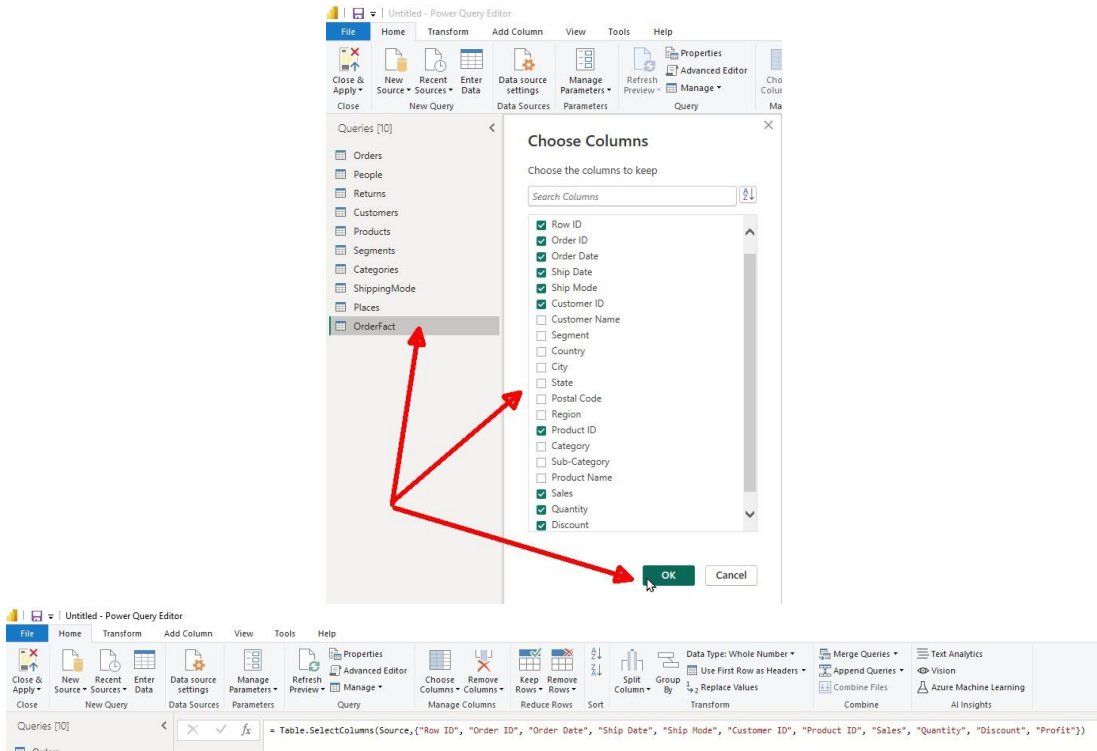 Untitled - Power Query Editor
File Home Transform Add Column View Tools Help
Close & Apply
New Source
Recent Sources
Enter Data
Data source settings
Manage Parameters
Refresh Preview
Properties
Advanced Editor
Manage
Close New Query Data Sources Parameters Query
Queries [10]
Orders
People
Returns
Customers
Products
Segments
Categories
ShippingMode
Places
OrderFact
Choose Columns
Choose the columns to keep
Search Columns
Row ID
Order ID
Order Date
Ship Date
Ship Mode
Customer ID
Customer Name
Segment
Country
City
State
Postal Code
Region
Product ID
Category
Sub-Category
Product Name
Sales
Quantity
Discount
OK Cancel
Untitled - Power Query Editor
File Home Transform Add Column View Tools Help
Close & Apply
New Source
Recent Sources
Enter Data
Data source settings
Manage Parameters
Refresh Preview
Properties
Advanced Editor
Manage
Choose Columns
Remove Columns
Keep Rows
Remove Rows
Split Column
Group By
Data Type: Whole Number
Use First Row as Headers
Replace Values
Merge Queries
Append Queries
Combine Files
Text Analytics
Vision
Azure Machine Learning
Close New Query Data Sources Parameters Query Manage Columns Reduce Rows Sort Transform Combine AI Insights
Queries [10]
fx = Table.SelectColumns(Source,{"Row ID", "Order ID", "Order Date", "Ship Date", "Ship Mode", "Customer ID", "Product ID", "Sales", "Quantity", "Discount", "Profit"})